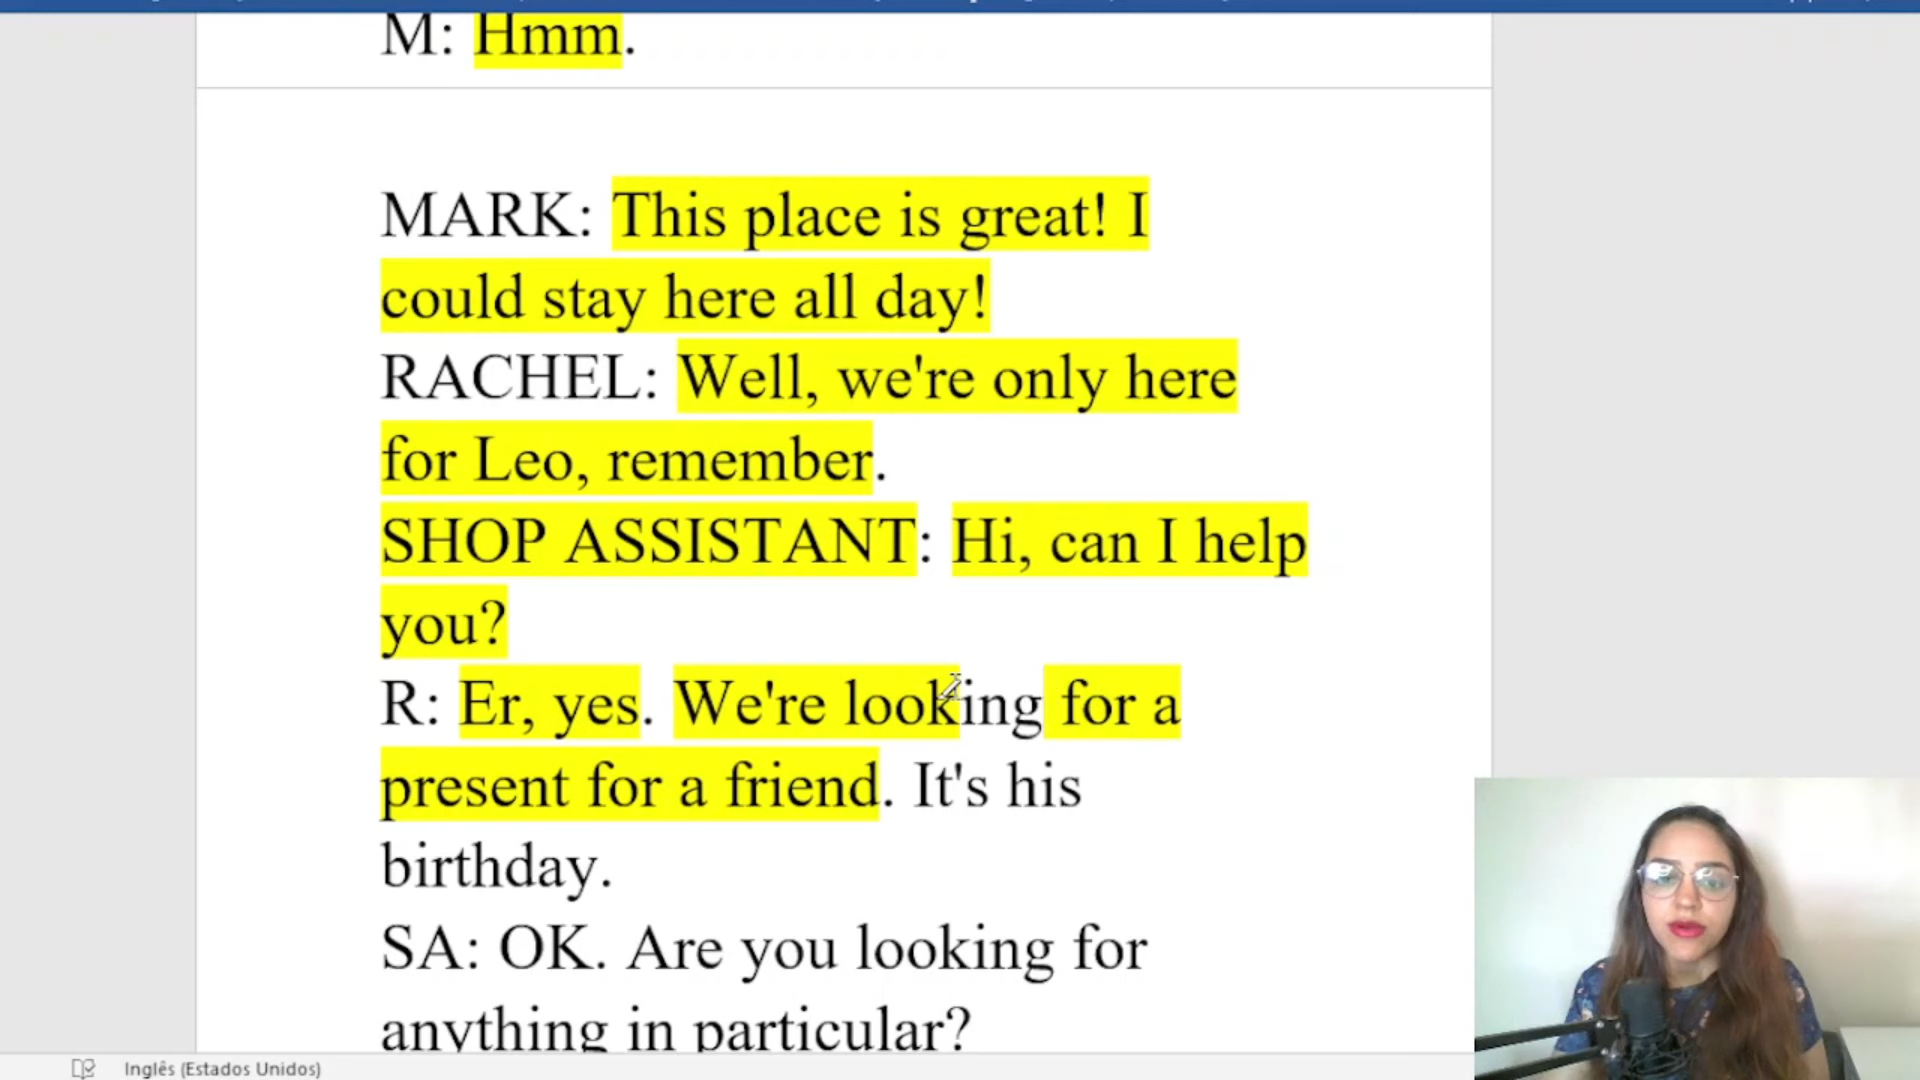 M: Hmm.
MARK: This place is great! I
could stay here all day!
RACHEL: Well, we're only here
for Leo, remember.
SHOP ASSISTANT: Hi, can I help
you?
R: Er, yes. We're looking for a
present for a friend. It's his
birthday.
SA: OK. Are you looking for
anything in particular?
Inglês (Estados Unidos)